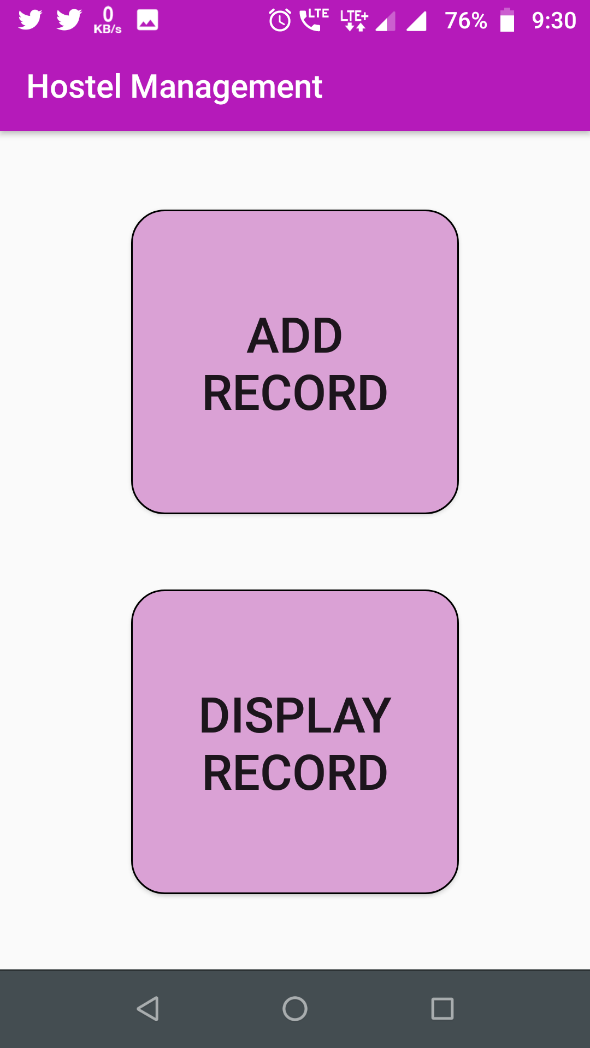 0
KB/s
LTE
LTE+
76%
9:30
Hostel Management
ADD
RECORD
DISPLAY
RECORD